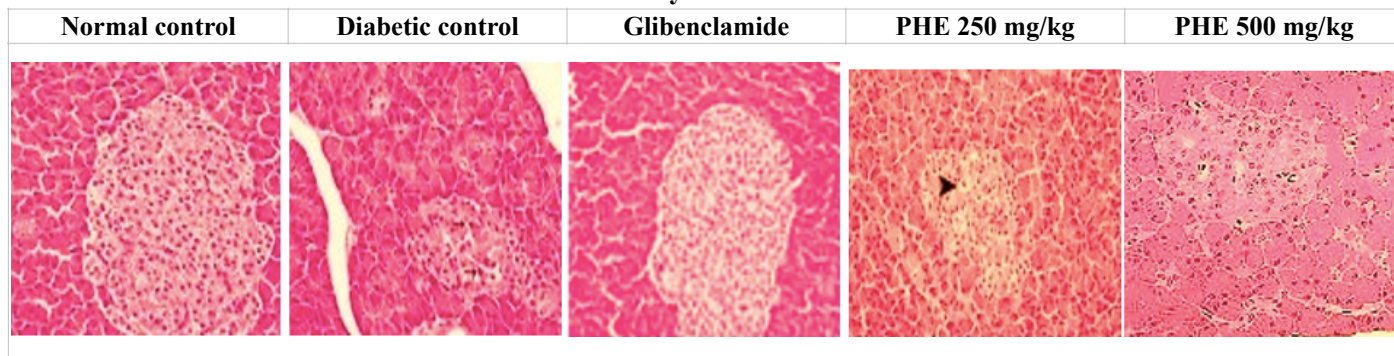 Normal control
Diabetic control
Glibenclamide
PHE 250 mg/kg
PHE 500 mg/kg